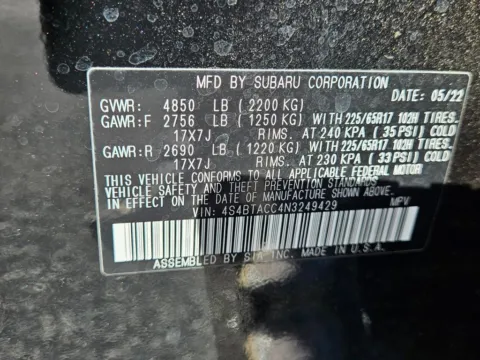 MFD BY SUBARU CORPORATION
DATE: 05/22
GVWR: 4850 LB (2200 KG)
GAWR:F 2756 LB (1250 KG) WITH 225/65R17 102H TIRES.
17X7J RIMS. AT 240 KPA (35 PSI) COLD
GAWR:R 2690 LB (1220 KG) WITH 225/65R17 102H TIRES.
17X7J RIMS. AT 230 KPA (33 PSI) COLD
THIS VEHICLE CONFORMS TO ALL APPLICABLE FEDERAL MOTOR
VEHICLE SAFETY AND THEFT PREVENTION STANDARDS
IN EFFECT ON THE DATE OF MANUFACTURE SHOWN ABOVE.
VIN: 4S4BTACC4N3249429 MPV
ASSEMBLED BY SIA INC. IN U.S.A.